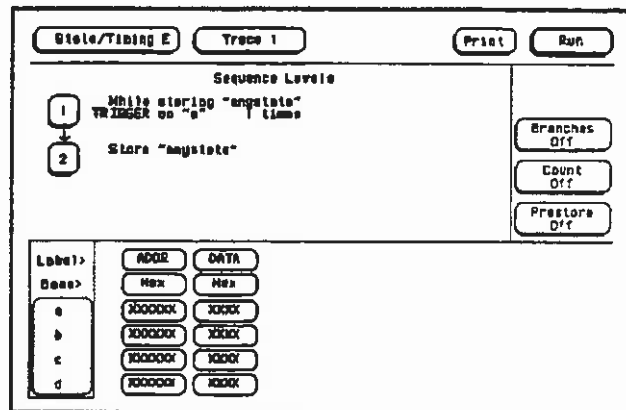 State/Timing E Trace 1 Print Run
Sequence Levels
1 While storing "anystate"
TRIGGER on "a" 1 times
2 Store "anystate"
Branches
Off
Count
Off
Prestore
Off
Label> ADDR DATA
Base> Hex Hex
a XXXXXX XXXX
b XXXXXX XXXX
c XXXXXX XXXX
d XXXXXX XXXX